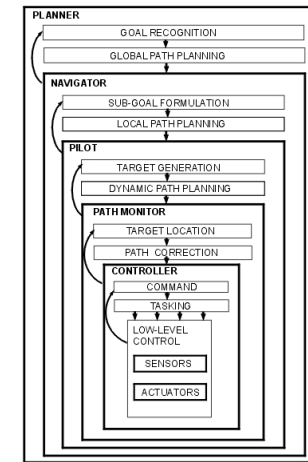 PLANNER
GOAL RECOGNITION
GLOBAL PATH PLANNING
NAVIGATOR
SUB-GOAL FORMULATION
LOCAL PATH PLANNING
PILOT
TARGET GENERATION
DYNAMIC PATH PLANNING
PATH MONITOR
TARGET LOCATION
PATH CORRECTION
CONTROLLER
COMMAND
TASKING
LOW-LEVEL
CONTROL
SENSORS
ACTUATORS